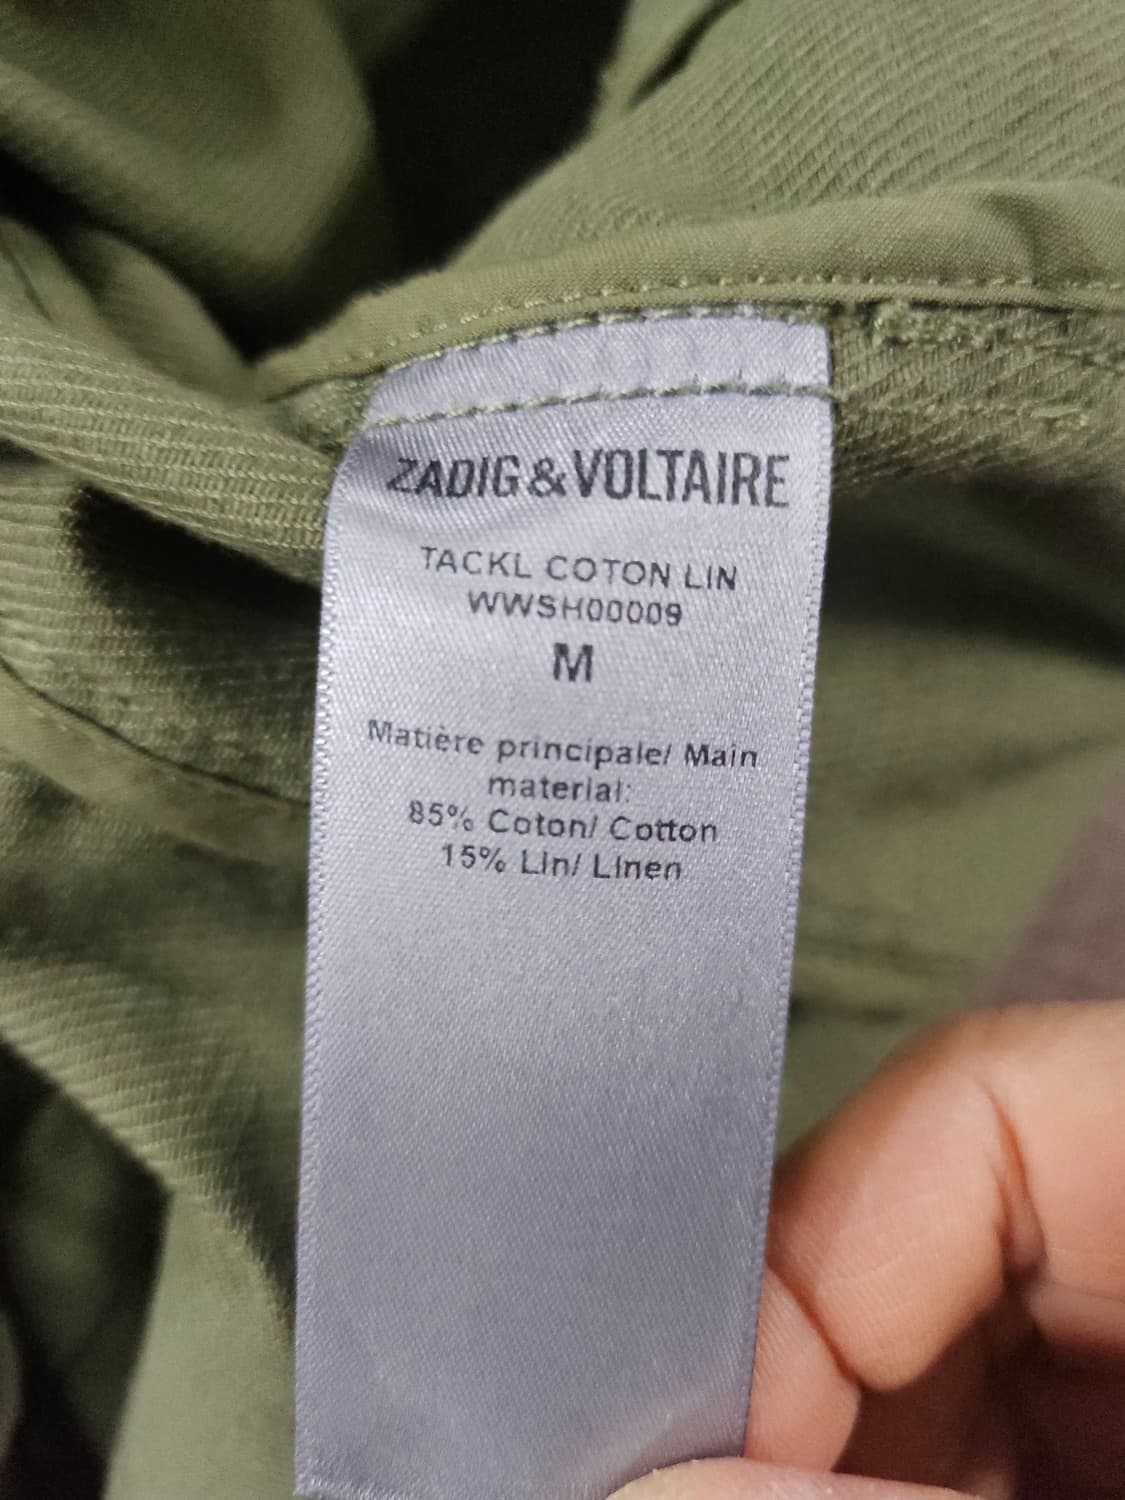 ZADIG&VOLTAIRE
TACKL COTON LIN
WWSH00009
M
Matière principale/ Main
material:
85% Coton/ Cotton
15% Lin/ Linen